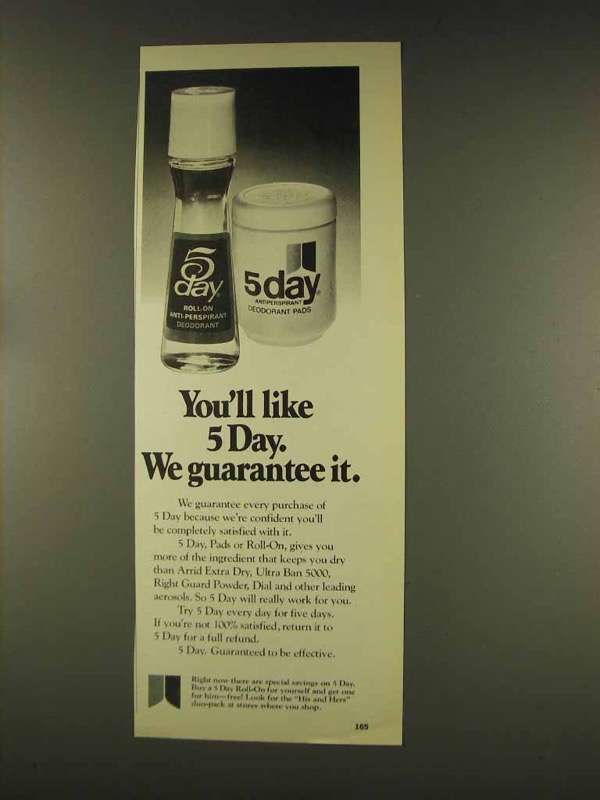 5
day
ROLL-ON
ANTI-PERSPIRANT
DEODORANT
5day
ANTIPERSPIRANT
DEODORANT PADS
You'll like
5 Day.
We guarantee it.
We guarantee every purchase of
5 Day because we're confident you'll
be completely satisfied with it.
5 Day, Pads or Roll-On, gives you
more of the ingredient that keeps you dry
than Arrid Extra Dry, Ultra Ban 5000,
Right Guard Powder, Dial and other leading
aerosols. So 5 Day will really work for you.
Try 5 Day every day for five days.
If you're not 100% satisfied, return it to
5 Day for a full refund.
5 Day. Guaranteed to be effective.
Right now there are special savings on 5 Day.
Buy a 5 Day Roll-On for yourself and get one
for him—free! Look for the "His and Hers"
duo-pack at stores where you shop.
165